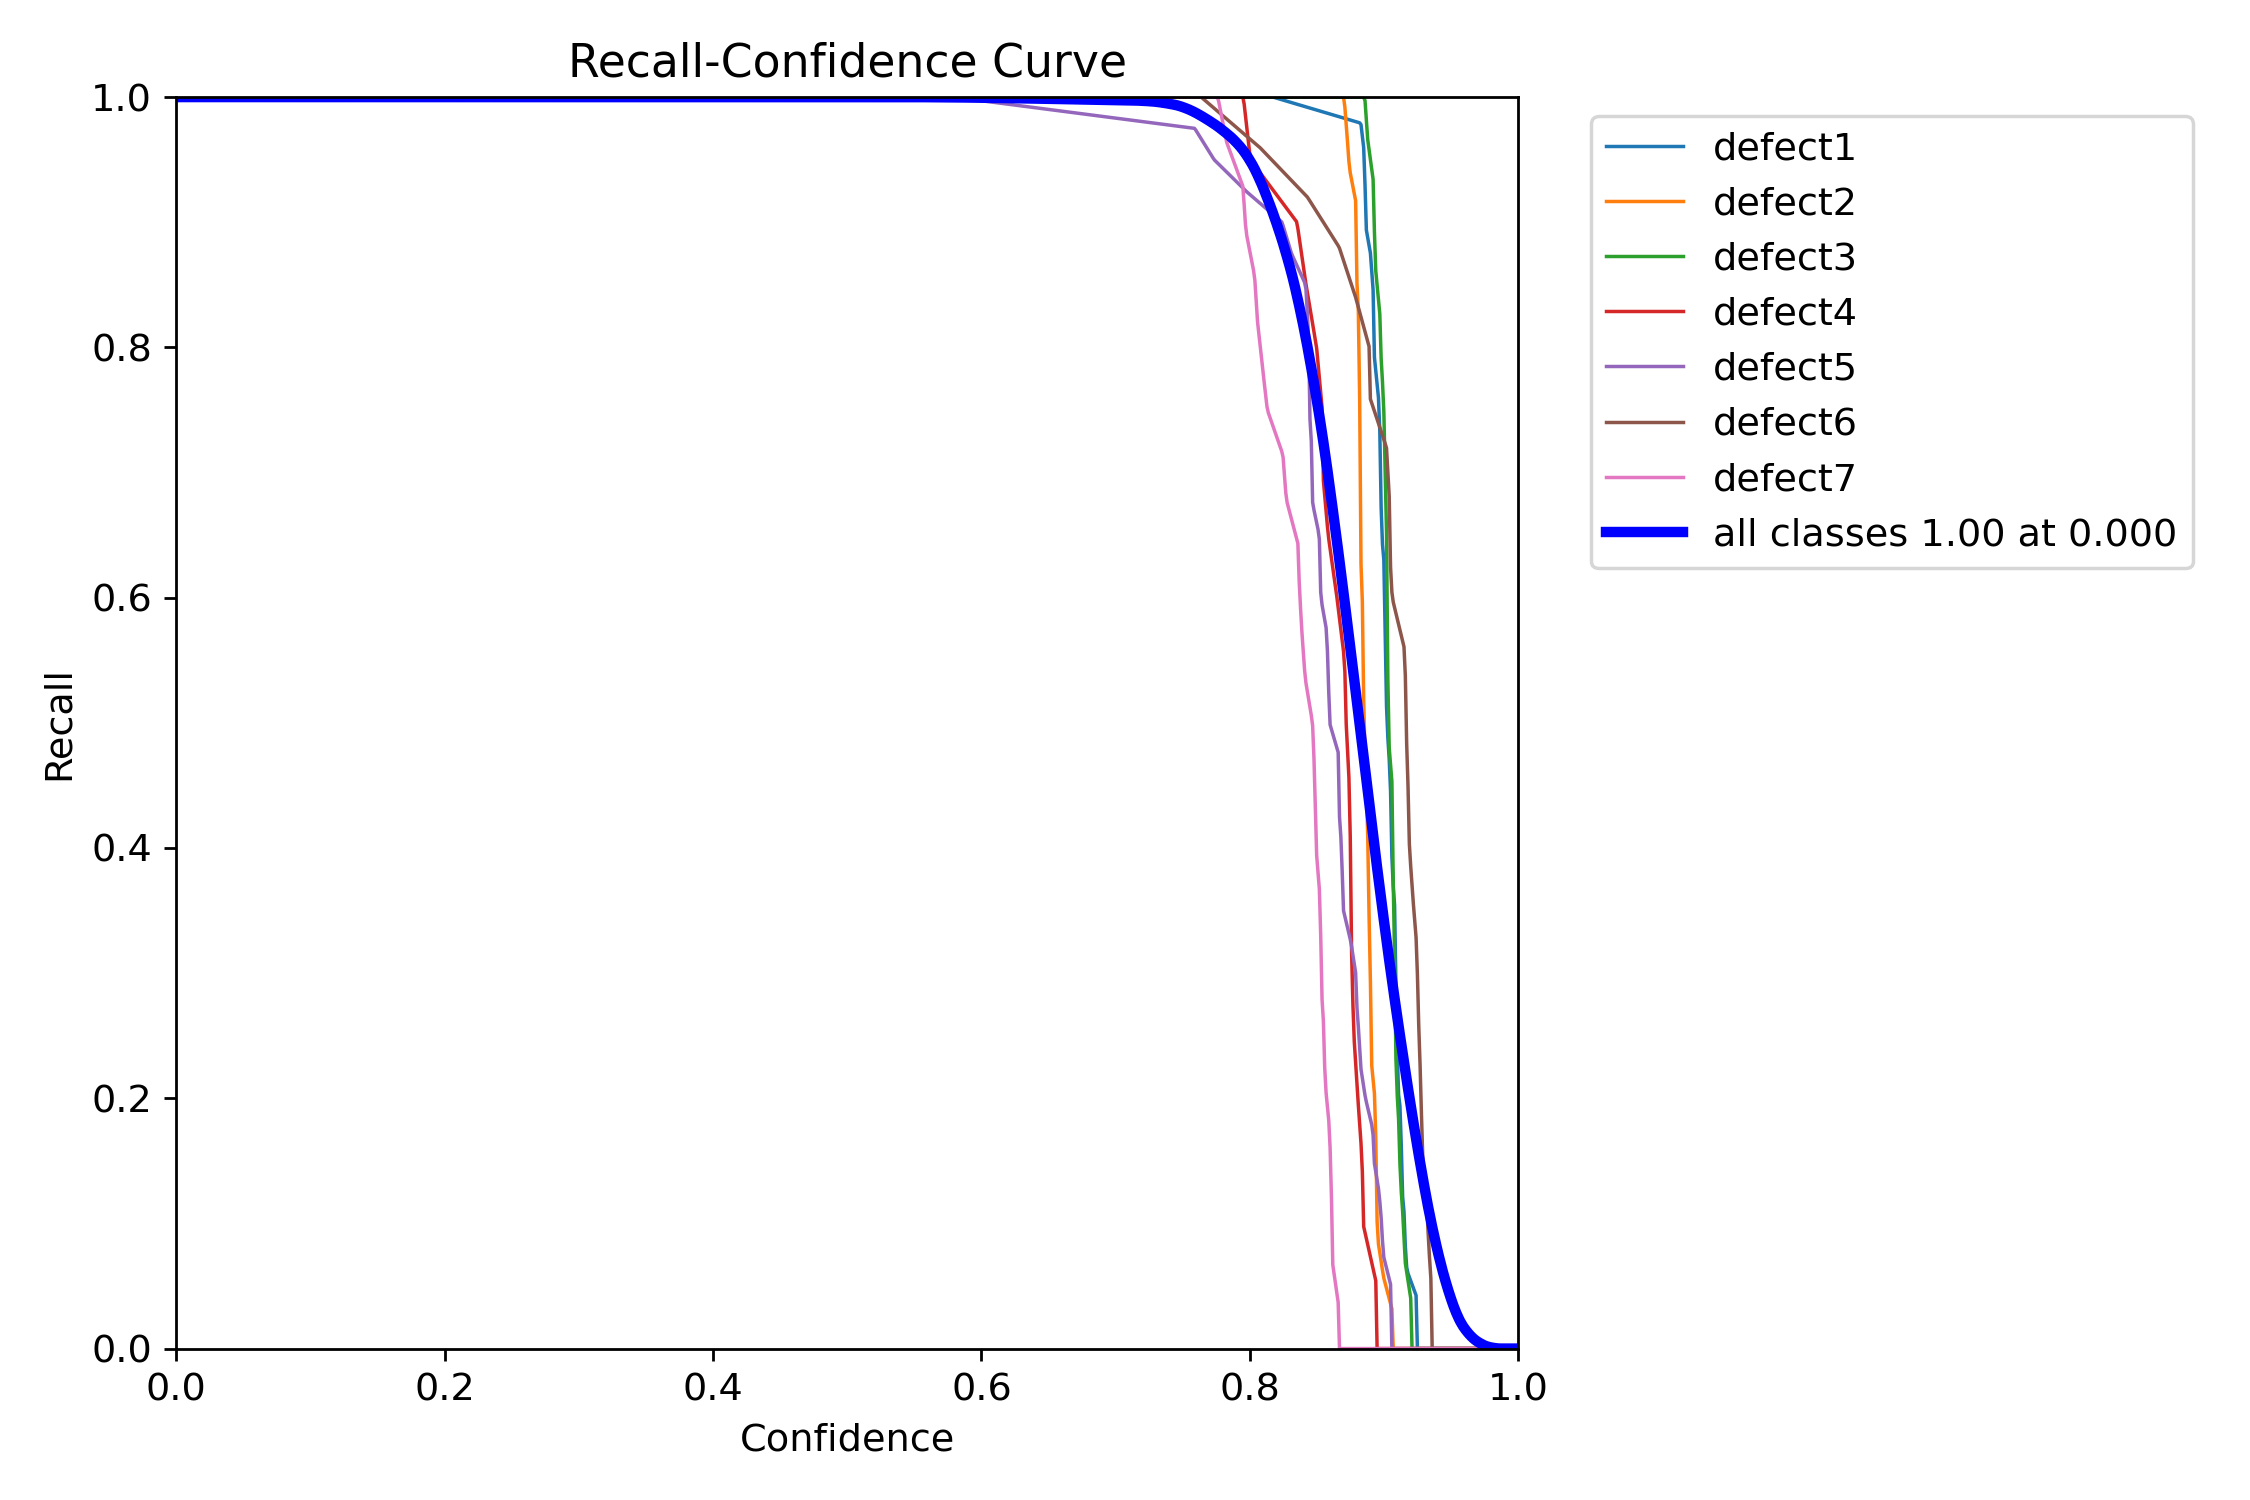 Recall-Confidence Curve
1.0
0.8
0.6
0.4
0.2
0.0
Recall
0.0 0.2 0.4 0.6 0.8 1.0
Confidence
defect1
defect2
defect3
defect4
defect5
defect6
defect7
all classes 1.00 at 0.000